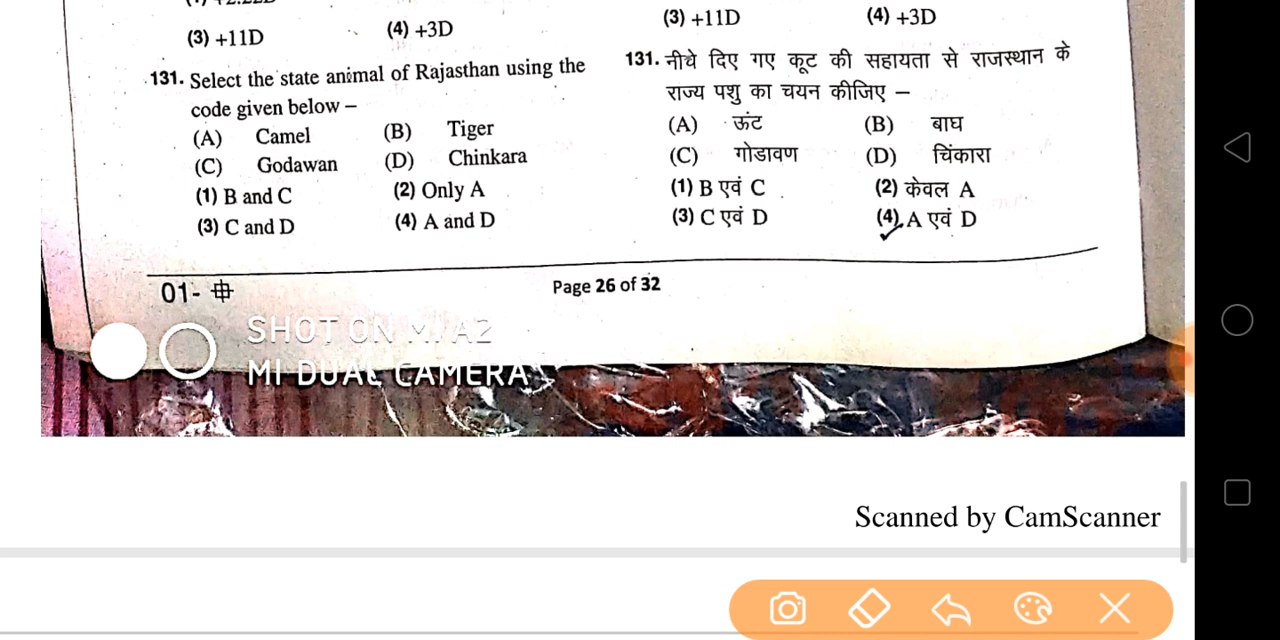 (3) +11D
(4) +3D
131. Select the state animal of Rajasthan using the
code given below –
(A) Camel
(B) Tiger
(C) Godawan
(D) Chinkara
(1) B and C
(2) Only A
(3) C and D
(4) A and D
(3) +11D
(4) +3D
131. नीचे दिए गए कूट की सहायता से राजस्थान के
राज्य पशु का चयन कीजिए –
(A) ऊंट
(B) बाघ
(C) गोडावण
(D) चिंकारा
(1) B एवं C
(2) केवल A
(3) C एवं D
(4) A एवं D
01-
Page 26 of 32
SHOT ON MI A2
MI DUAL CAMERA
Scanned by CamScanner